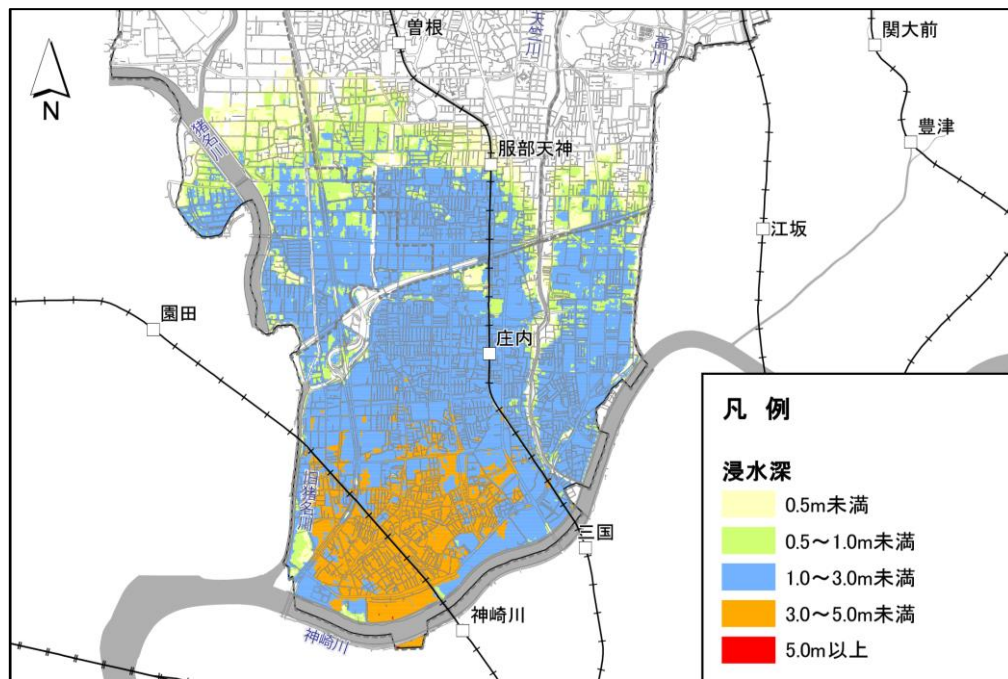 曽根
天竺川
高川
関大前
N
猪名川
服部天神
豊津
江坂
園田
庄内
旧猪名川
三国
神崎川
神崎川
凡 例
浸水深
0.5m未満
0.5～1.0m未満
1.0～3.0m未満
3.0～5.0m未満
5.0m以上